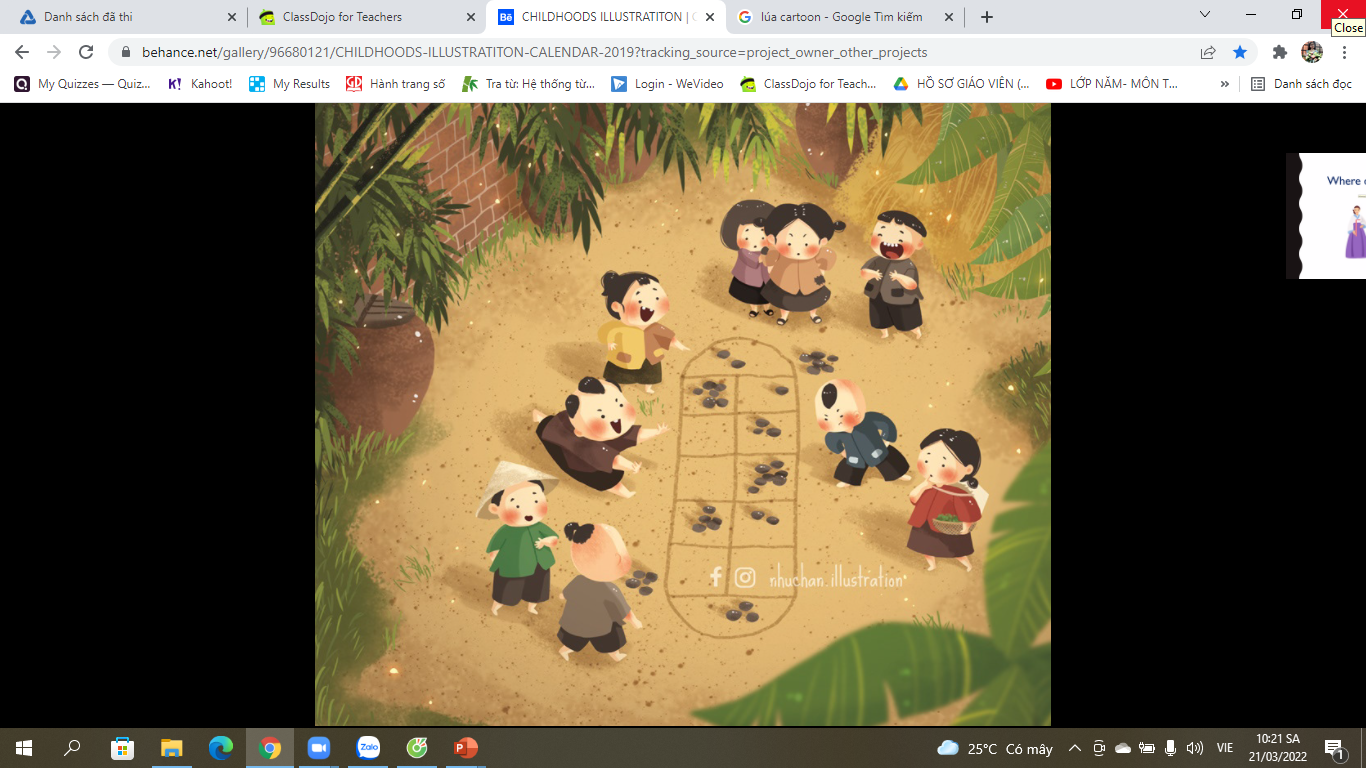 Danh sách đã thi
ClassDojo for Teachers
Bē
CHILDHOODS ILLUSTRATITON | C
lúa cartoon - Google Tìm kiếm
Close
behance.net/gallery/96680121/CHILDHOODS-ILLUSTRATITON-CALENDAR-2019?tracking_source=project_owner_other_projects
My Quizzes — Quiz...
K! Kahoot!
My Results
Hành trang số
Tra từ: Hệ thống từ...
Login - WeVideo
ClassDojo for Teach...
HỒ SƠ GIÁO VIÊN (...
LỚP NĂM- MÔN T...
»
Danh sách đọc
Where
nhuchan.illustration
Zalo
25°C Có mây
VIE
10:21 SA
21/03/2022
1